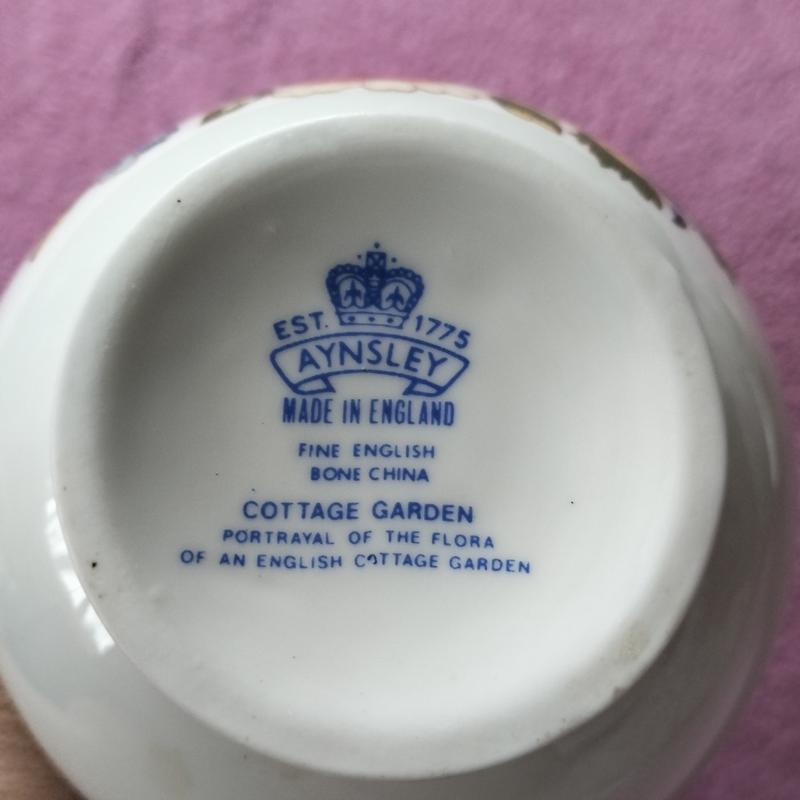 EST. 1775
AYNSLEY
MADE IN ENGLAND
FINE ENGLISH
BONE CHINA
COTTAGE GARDEN
PORTRAYAL OF THE FLORA
OF AN ENGLISH COTTAGE GARDEN